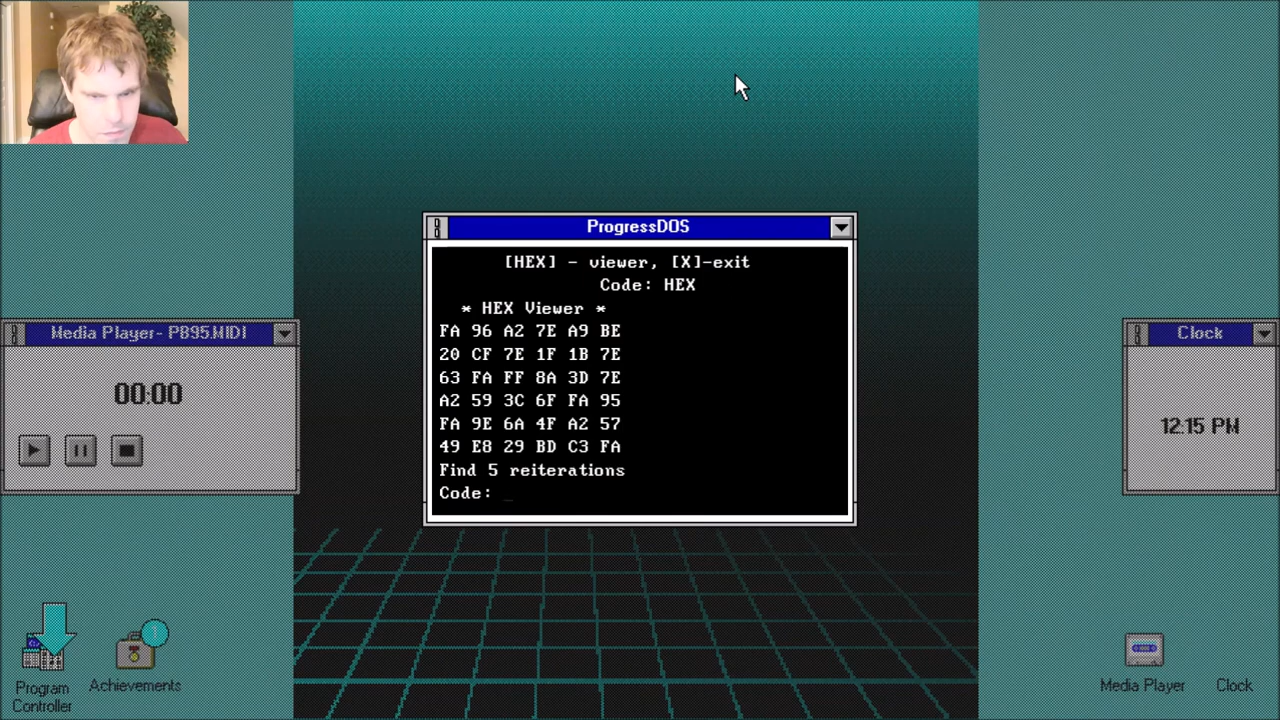 ProgressDOS
[HEX] - viewer, [X]-exit
Code: HEX
* HEX Viewer *
FA 96 A2 7E A9 BE
20 CF 7E 1F 1B 7E
63 FA FF 8A 3D 7E
A2 59 3C 6F FA 95
FA 9E 6A 4F A2 57
49 E8 29 BD C3 FA
Find 5 reiterations
Code: _
Media Player- PB95.MIDI
00:00
Clock
12:15 PM
Program
Controller
Achievements
1
Media Player
Clock